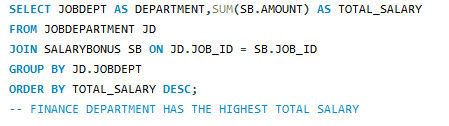 SELECT JOBDEPT AS DEPARTMENT,SUM(SB.AMOUNT) AS TOTAL_SALARY
FROM JOBDEPARTMENT JD
JOIN SALARYBONUS SB ON JD.JOB_ID = SB.JOB_ID
GROUP BY JD.JOBDEPT
ORDER BY TOTAL_SALARY DESC;
-- FINANCE DEPARTMENT HAS THE HIGHEST TOTAL SALARY